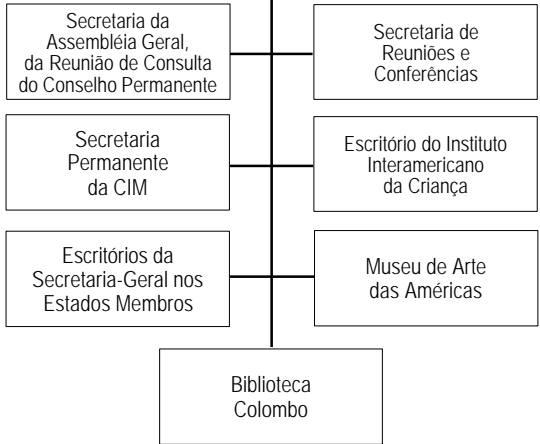 Secretaria da
Assembléia Geral,
da Reunião de Consulta
do Conselho Permanente
Secretaria de
Reuniões e
Conferências
Secretaria
Permanente
da CIM
Escritório do Instituto
Interamericano
da Criança
Escritórios da
Secretaria-Geral nos
Estados Membros
Museu de Arte
das Américas
Biblioteca
Colombo